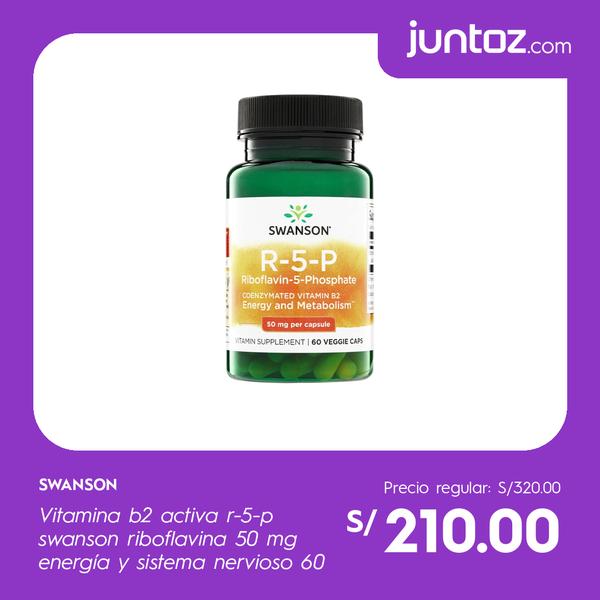 juntoz.com
SWANSON
R-5-P
Riboflavin-5-Phosphate
COENZYMATED VITAMIN B2
Energy and Metabolism
50 mg per capsule
VITAMIN SUPPLEMENT | 60 VEGGIE CAPS
SWANSON
Vitamina b2 activa r-5-p
swanson riboflavina 50 mg
energía y sistema nervioso 60
Precio regular: S/320.00
S/ 210.00